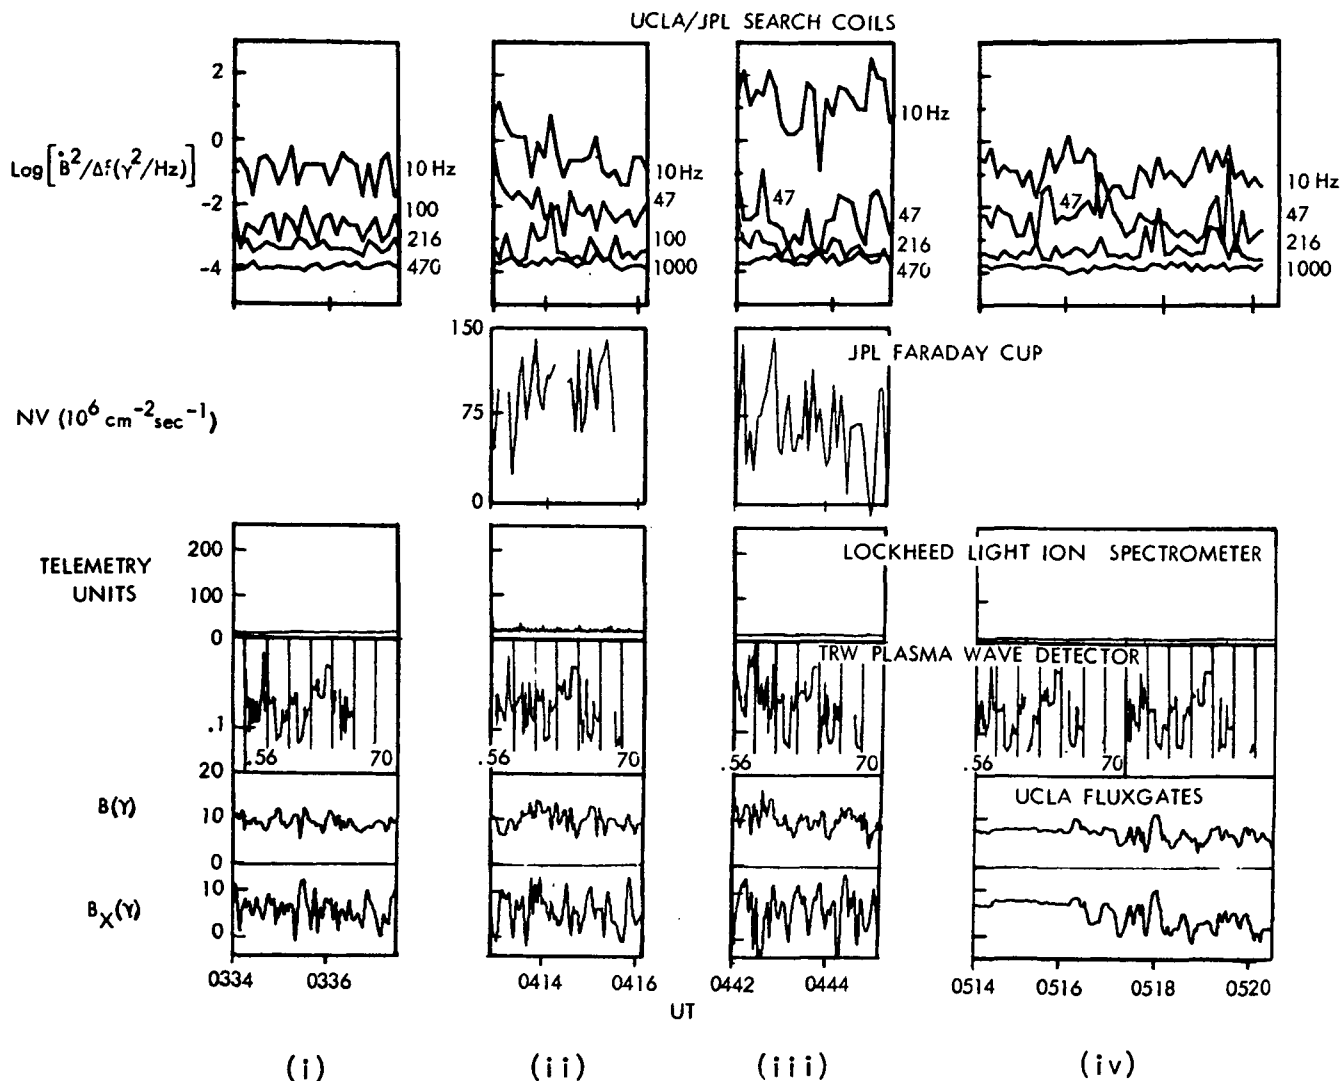 UCLA/JPL SEARCH COILS
Log[Ḃ²/Δf(γ²/Hz)]
2
0
-2
-4
10 Hz
100
216
470
10 Hz
47
100
1000
10 Hz
47
47
216
470
10 Hz
47
47
216
1000
JPL FARADAY CUP
NV (10⁶ cm⁻² sec⁻¹)
150
75
0
LOCKHEED LIGHT ION SPECTROMETER
TELEMETRY
UNITS
200
100
0
TRW PLASMA WAVE DETECTOR
.1
.56
70
.56
70
.56
70
.56
70
UCLA FLUXGATES
B(γ)
20
10
0
Bₓ(γ)
10
0
0334
0336
0414
0416
0442
0444
0514
0516
0518
0520
UT
(i)
(ii)
(iii)
(iv)